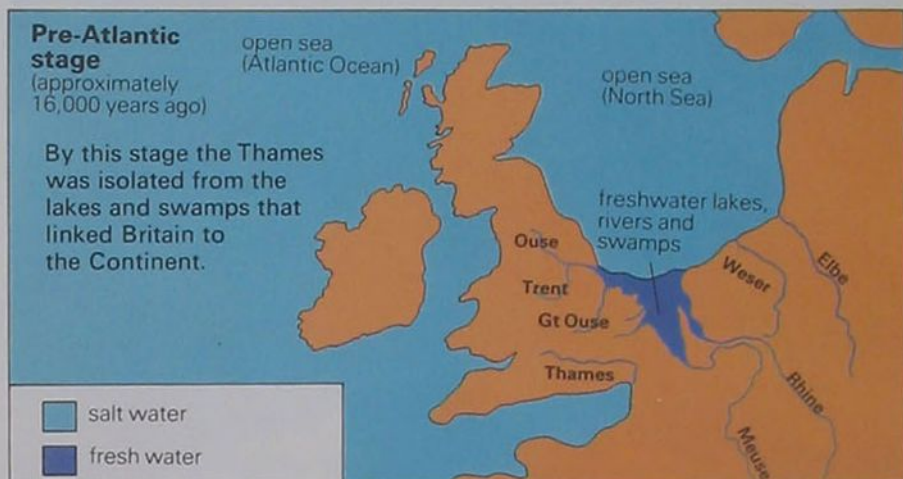 Pre-Atlantic
stage
(approximately
16,000 years ago)
open sea
(Atlantic Ocean)
open sea
(North Sea)
By this stage the Thames
was isolated from the
lakes and swamps that
linked Britain to
the Continent.
freshwater lakes,
rivers and
swamps
Ouse
Trent
Gt Ouse
Thames
Weser
Elbe
Rhine
Meuse
salt water
fresh water